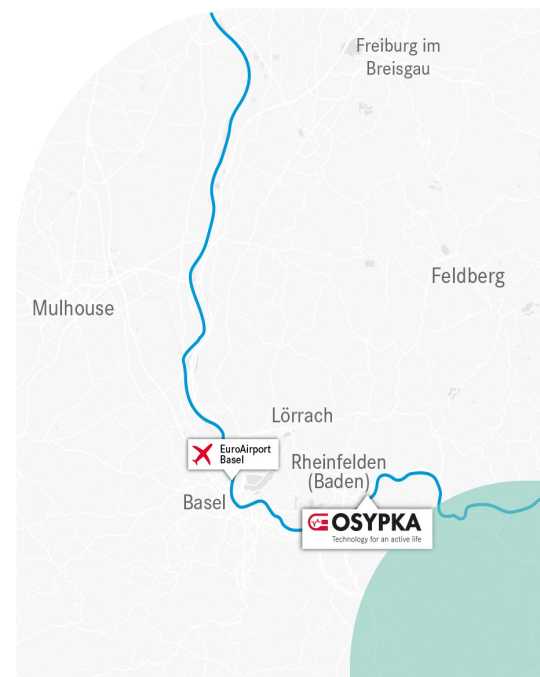 Freiburg im
Breisgau
Feldberg
Mulhouse
Lörrach
EuroAirport
Basel
Rheinfelden
(Baden)
Basel
OSYPKA
Technology for an active life